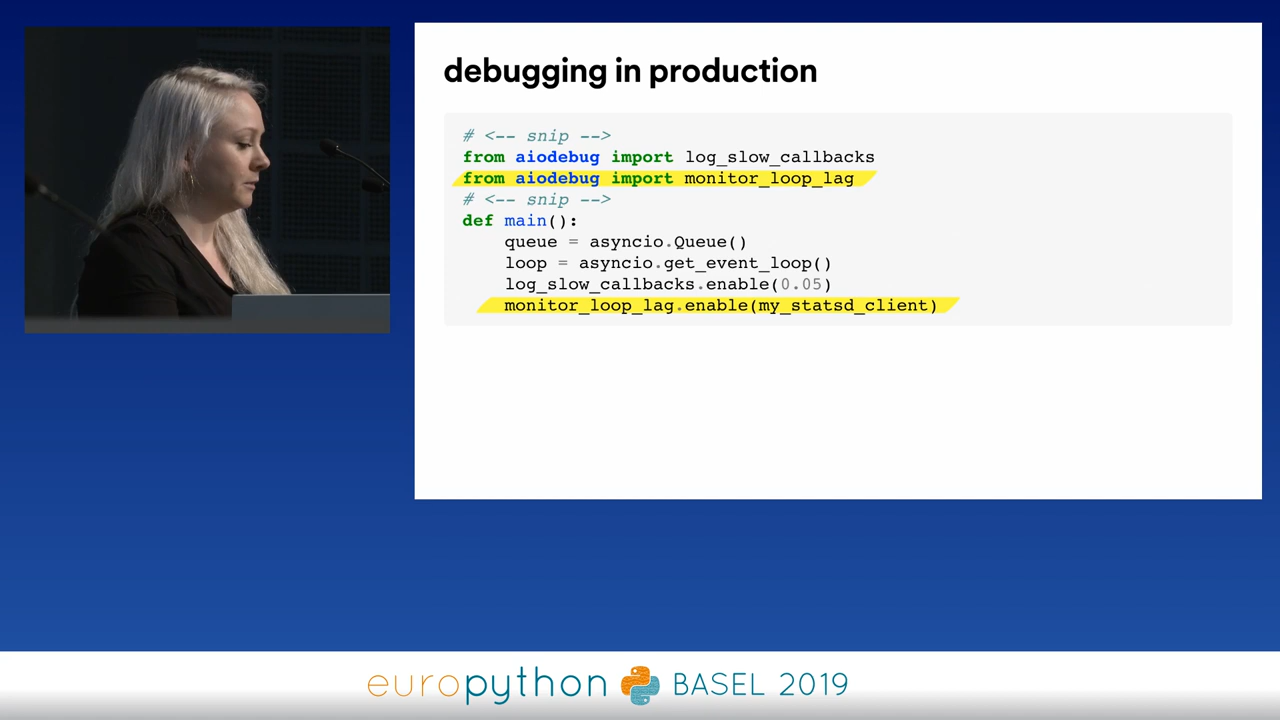 debugging in production
# <-- snip -->
from aiodebug import log_slow_callbacks
from aiodebug import monitor_loop_lag
# <-- snip -->
def main():
    queue = asyncio.Queue()
    loop = asyncio.get_event_loop()
    log_slow_callbacks.enable(0.05)
    monitor_loop_lag.enable(my_statsd_client)
europython BASEL 2019